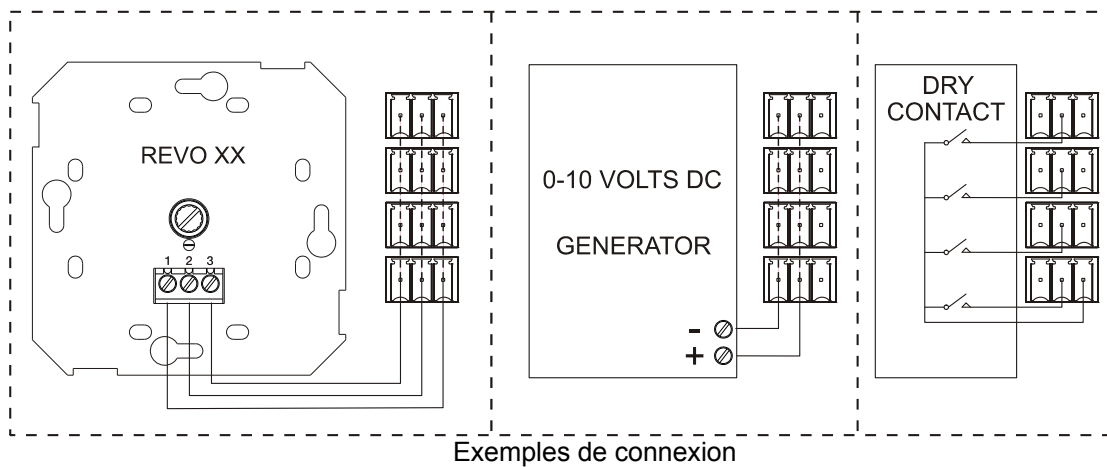 REVO XX
1 2 3
0-10 VOLTS DC
GENERATOR
-
+
DRY
CONTACT
Exemples de connexion